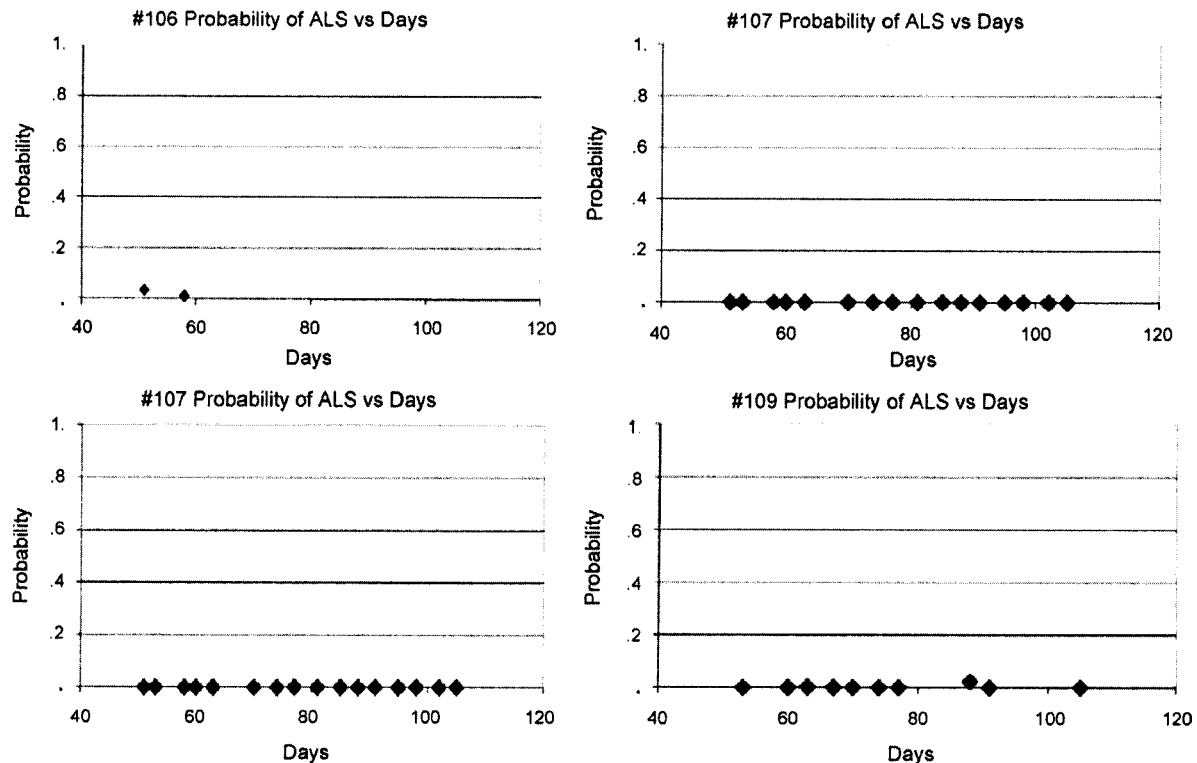 #106 Probability of ALS vs Days
1.
.8
.6
.4
.2
.
Probability
40 60 80 100 120
Days
#107 Probability of ALS vs Days
1.
.8
.6
.4
.2
.
Probability
40 60 80 100 120
Days
#107 Probability of ALS vs Days
1.
.8
.6
.4
.2
.
Probability
40 60 80 100 120
Days
#109 Probability of ALS vs Days
1.
.8
.6
.4
.2
.
Probability
40 60 80 100 120
Days